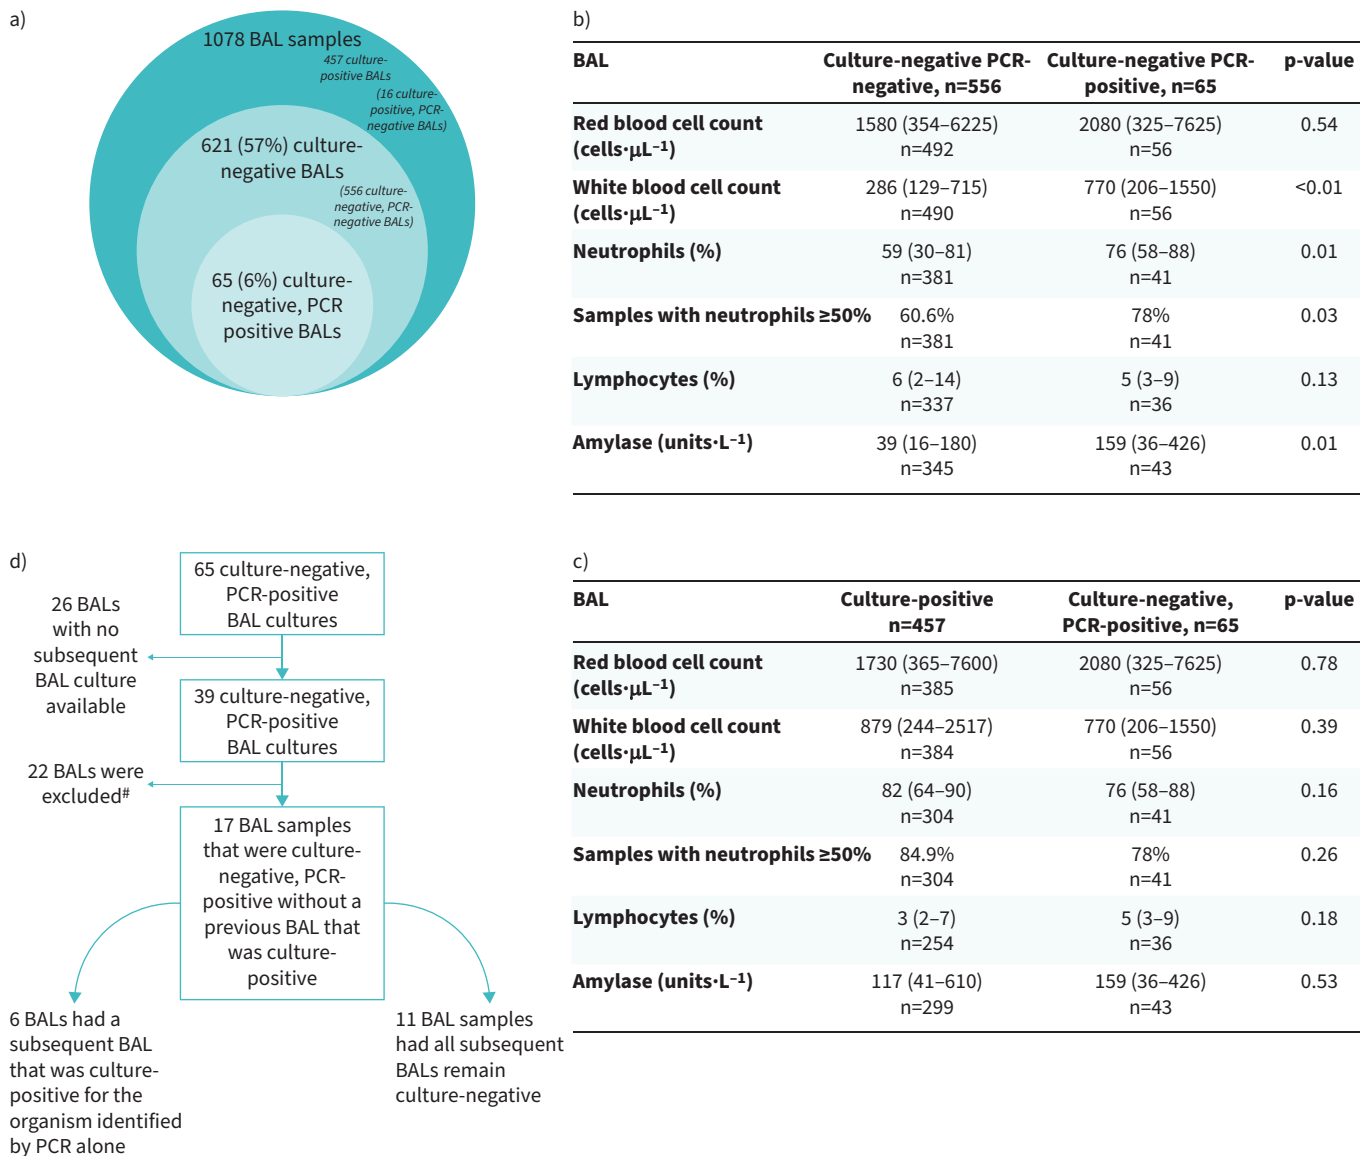 a)
1078 BAL samples
457 culture-
positive BALs
(16 culture-
positive, PCR-
negative BALs)
621 (57%) culture-
negative BALs
(556 culture-
negative, PCR-
negative BALs)
65 (6%) culture-
negative, PCR
positive BALs
b)
BAL Culture-negative PCR- Culture-negative PCR- p-value
negative, n=556 positive, n=65
Red blood cell count 1580 (354–6225) 2080 (325–7625) 0.54
(cells·µL⁻¹) n=492 n=56
White blood cell count 286 (129–715) 770 (206–1550) <0.01
(cells·µL⁻¹) n=490 n=56
Neutrophils (%) 59 (30–81) 76 (58–88) 0.01
n=381 n=41
Samples with neutrophils ≥50% 60.6% 78% 0.03
n=381 n=41
Lymphocytes (%) 6 (2–14) 5 (3–9) 0.13
n=337 n=36
Amylase (units·L⁻¹) 39 (16–180) 159 (36–426) 0.01
n=345 n=43
d)
65 culture-negative,
PCR-positive
BAL cultures
26 BALs
with no
subsequent
BAL culture
available
39 culture-negative,
PCR-positive
BAL cultures
22 BALs were
excluded#
17 BAL samples
that were culture-
negative, PCR-
positive without a
previous BAL that
was culture-
positive
6 BALs had a
subsequent BAL
that was culture-
positive for the
organism identified
by PCR alone
11 BAL samples
had all subsequent
BALs remain
culture-negative
c)
BAL Culture-positive Culture-negative, p-value
n=457 PCR-positive, n=65
Red blood cell count 1730 (365–7600) 2080 (325–7625) 0.78
(cells·µL⁻¹) n=385 n=56
White blood cell count 879 (244–2517) 770 (206–1550) 0.39
(cells·µL⁻¹) n=384 n=56
Neutrophils (%) 82 (64–90) 76 (58–88) 0.16
n=304 n=41
Samples with neutrophils ≥50% 84.9% 78% 0.26
n=304 n=41
Lymphocytes (%) 3 (2–7) 5 (3–9) 0.18
n=254 n=36
Amylase (units·L⁻¹) 117 (41–610) 159 (36–426) 0.53
n=299 n=43